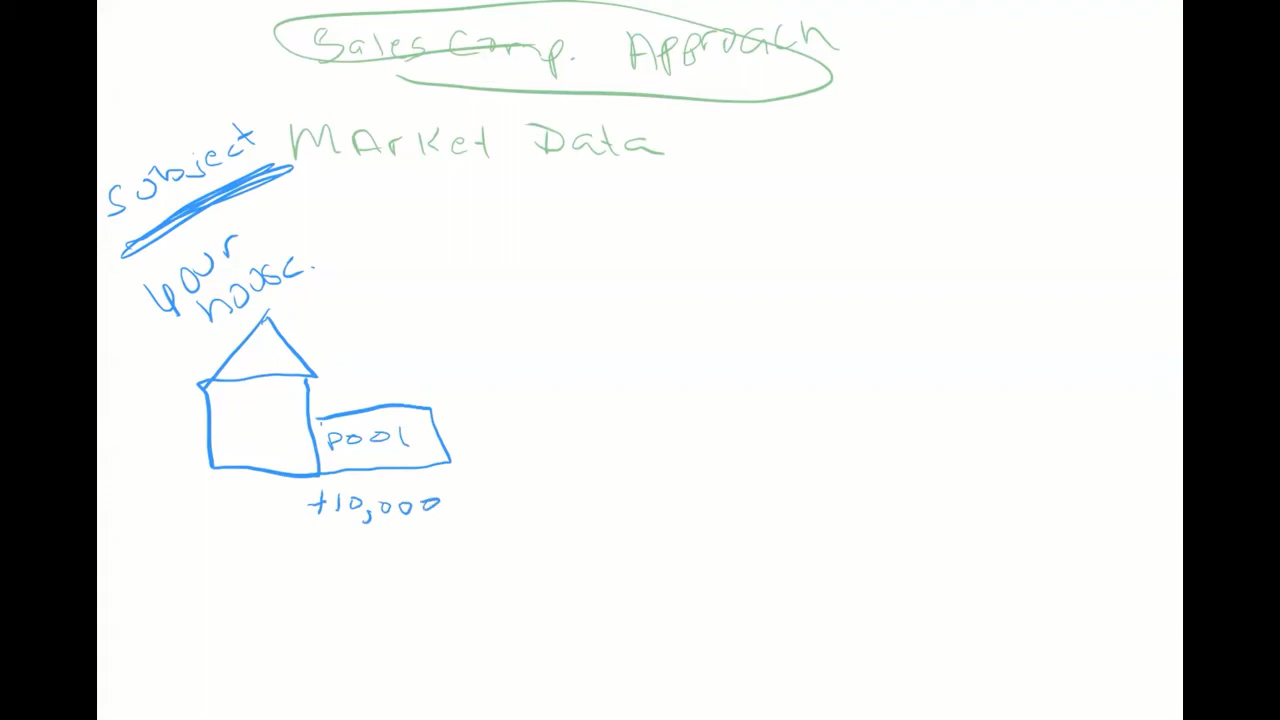 Sales Comp. Approach
Market Data
subject
your
house.
pool
+10,000